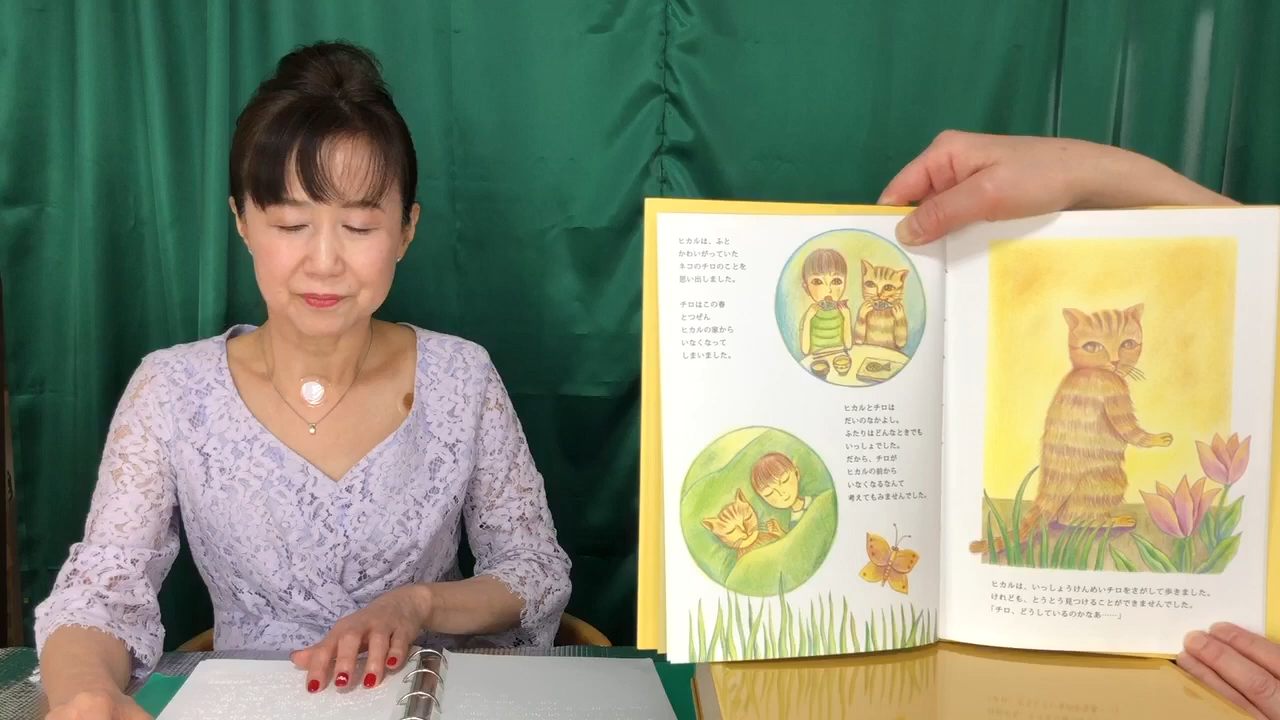 ヒカルは、ふと
かわいがっていた
ネコのチロのことを
思い出しました。
チロはこの春
とつぜん
ヒカルの家から
いなくなって
しまいました。
ヒカルとチロは
だいのなかよし。
ふたりはどんなときでも
いっしょでした。
だから、チロが
ヒカルの前から
いなくなるなんて
考えてもみませんでした。
ヒカルは、いっしょうけんめいチロをさがして歩きました。
けれども、とうとう見つけることができませんでした。
「チロ、どうしているのかなあ……」